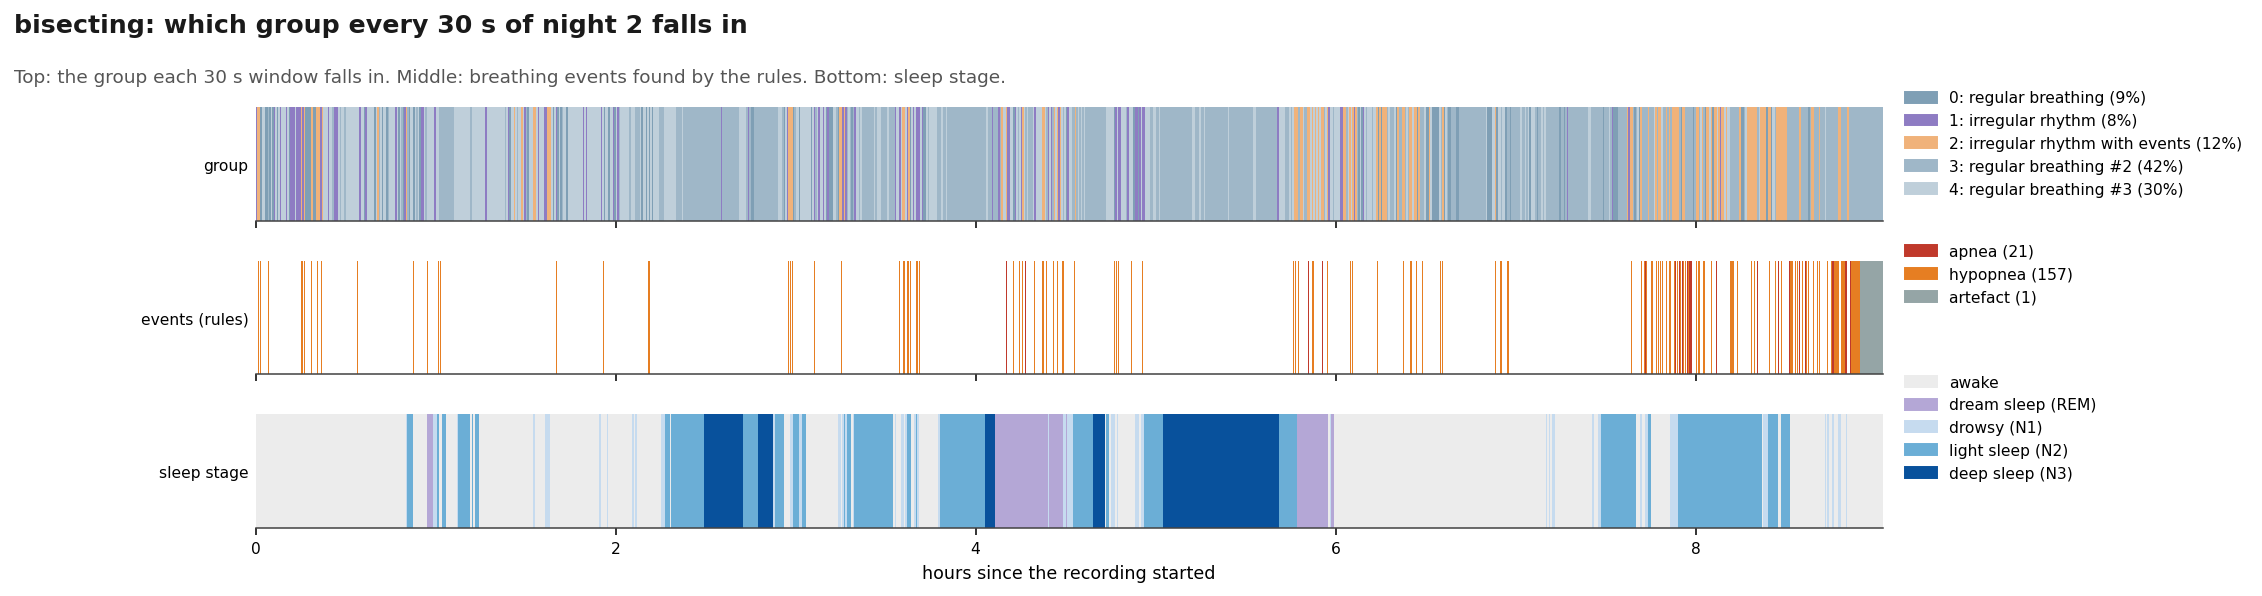 bisecting: which group every 30 s of night 2 falls in
Top: the group each 30 s window falls in. Middle: breathing events found by the rules. Bottom: sleep stage.
group
0: regular breathing (9%)
1: irregular rhythm (8%)
2: irregular rhythm with events (12%)
3: regular breathing #2 (42%)
4: regular breathing #3 (30%)
events (rules)
apnea (21)
hypopnea (157)
artefact (1)
sleep stage
awake
dream sleep (REM)
drowsy (N1)
light sleep (N2)
deep sleep (N3)
0 2 4 6 8
hours since the recording started